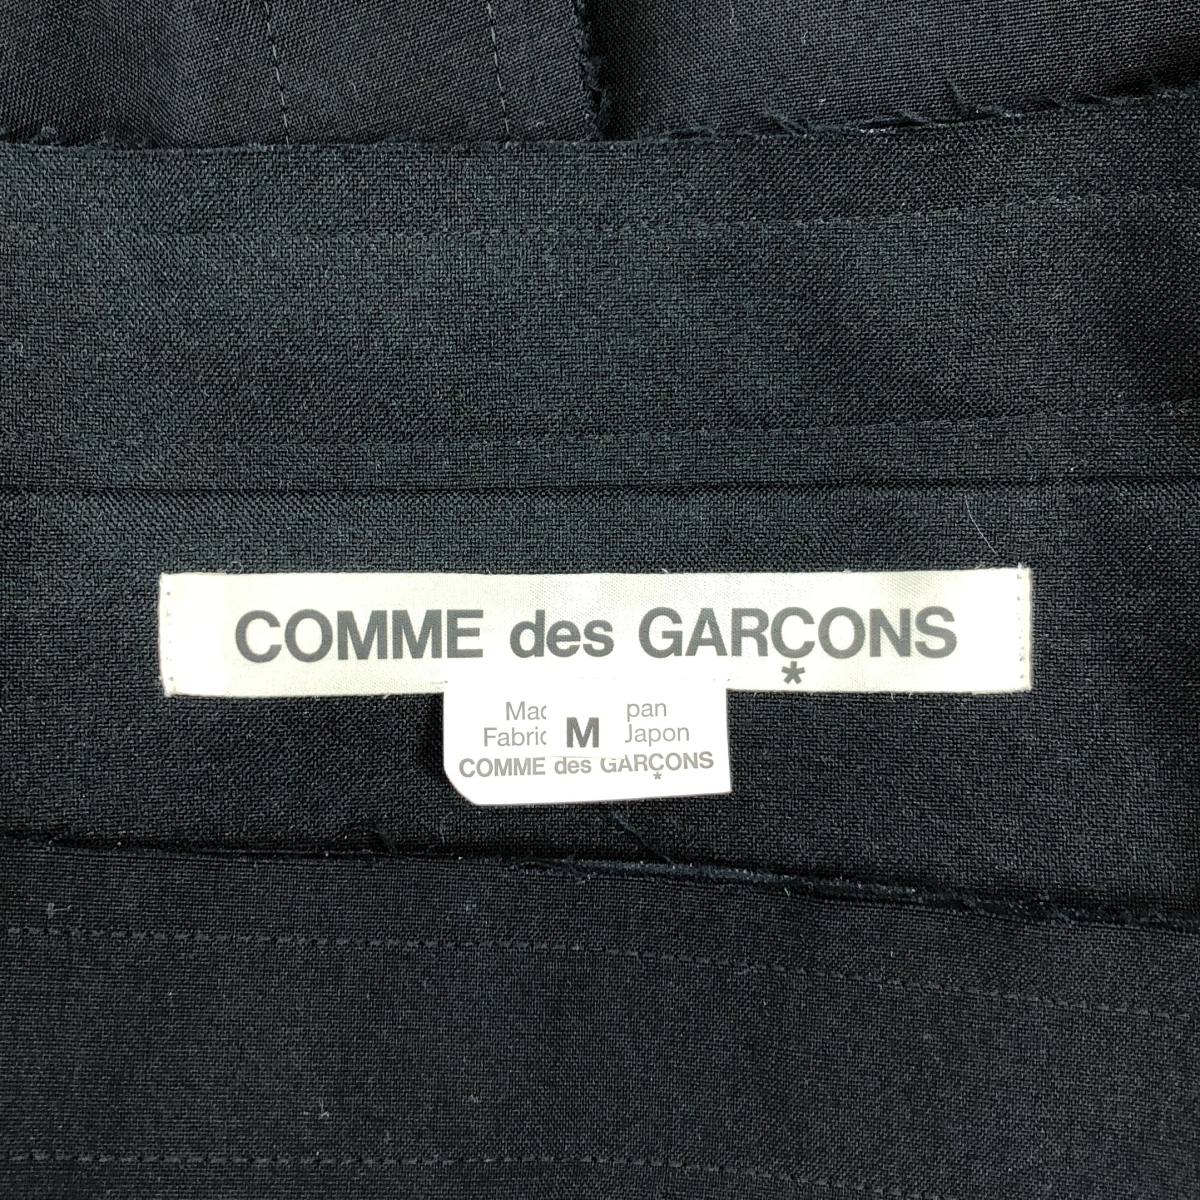 COMME des GARÇONS
*
Mac pan
Fabric M Japon
COMME des GARÇONS
*